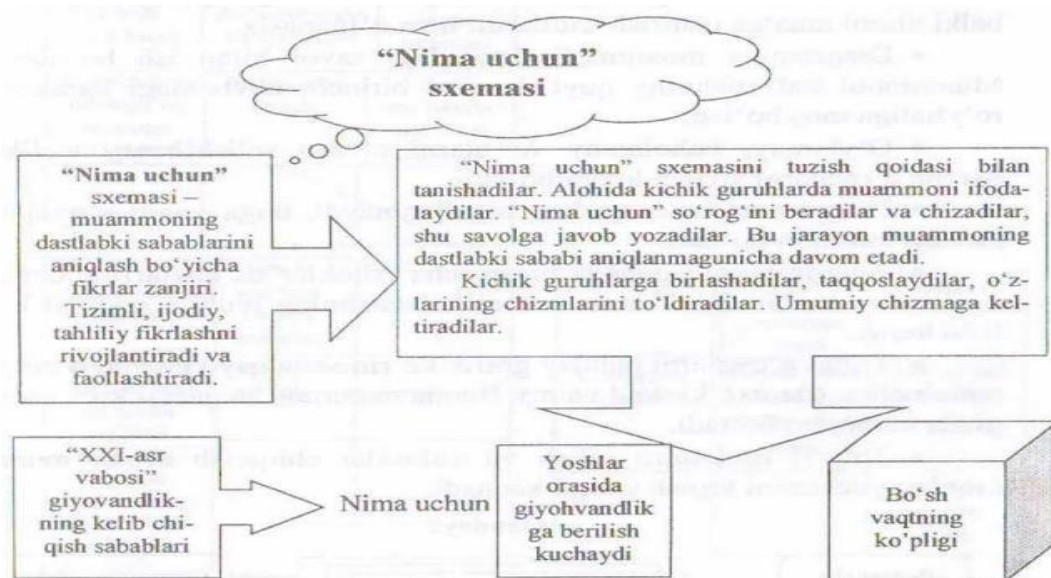 balki
“Nima uchun”
sxemasi
“Nima uchun”
sxemasi –
muammoning
dastlabki sabablarini
aniqlash bo‘yicha
fikrlar zanjiri.
Tizimli, ijodiy,
tahliliy fikrlashni
rivojlantiradi va
faollashtiradi.
“Nima uchun” sxemasini tuzish qoidasi bilan
tanishadilar. Alohida kichik guruhlarda muammoni ifoda-
laydilar. “Nima uchun” so‘rog‘ini beradilar va chizadilar,
shu savolga javob yozadilar. Bu jarayon muammoning
dastlabki sababi aniqlanmagunicha davom etadi.
Kichik guruhlarga birlashadilar, taqqoslaydilar, o‘z-
larining chizmlarini to‘ldiradilar. Umumiy chizmaga kel-
tiradilar.
“XXI-asr
vabosi”
giyovandlik-
ning kelib chi-
qish sabablari
Nima uchun
Yoshlar
orasida
giyohvandlik
ga berilish
kuchaydi
Bo‘sh
vaqtning
ko’pligi